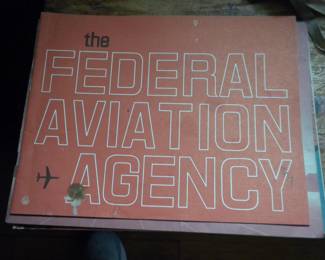 the
FEDERAL
AVIATION
AGENCY